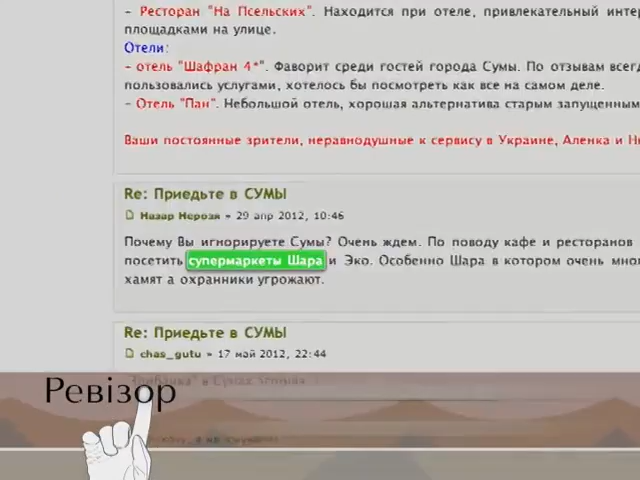 - Ресторан "На Псельских". Находится при отеле, привлекательный инте
площадками на улице.
Отели:
- отель "Шафран 4*". Фаворит среди гостей города Сумы. По отзывам всег
пользовались услугами, хотелось бы посмотреть как все на самом деле.
- Отель "Пан". Небольшой отель, хорошая альтернатива старым запущенным
Ваши постоянные зрители, неравнодушные к сервису в Украине, Аленка и
Re: Приедьте в СУМЫ
Назар Нерозя » 29 апр 2012, 10:46
Почему Вы игнорируете Сумы? Очень ждем. По поводу кафе и ресторанов
посетить супермаркеты Шара и Эко. Особенно Шара в котором очень мног
хамят а охранники угрожают.
Re: Приедьте в СУМЫ
chas_gutu » 17 май 2012, 22:44
Ревізор